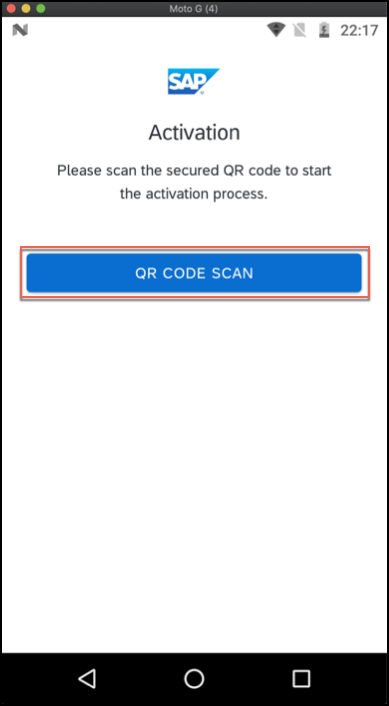 Moto G (4)
22:17
SAP
Activation
Please scan the secured QR code to start
the activation process.
QR CODE SCAN